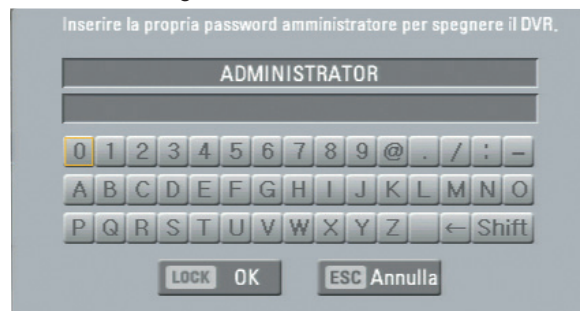 Inserire la propria password amministratore per spegnere il DVR.
ADMINISTRATOR
0 1 2 3 4 5 6 7 8 9 @ . / : -
A B C D E F G H I J K L M N O
P Q R S T U V W X Y Z ← Shift
LOCK OK ESC Annulla